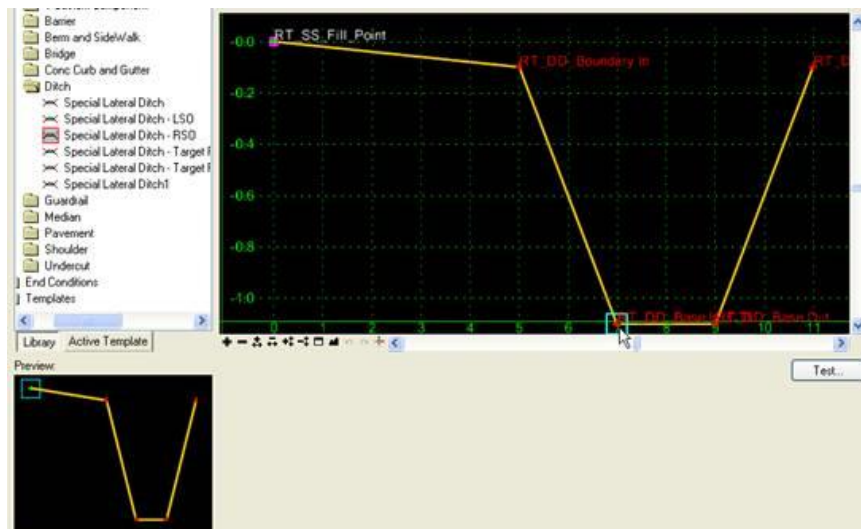 Barrier
Berm and SideWalk
Bridge
Conc Curb and Gutter
Ditch
Special Lateral Ditch
Special Lateral Ditch - LSO
Special Lateral Ditch - RSO
Special Lateral Ditch - Target F
Special Lateral Ditch - Target F
Special Lateral Ditch1
Guardrail
Median
Pavement
Shoulder
Undercut
End Conditions
Templates
Library
Active Template
RT_SS_Fill_Point
RT_DD_Boundary In
RT_D
-0.0
-0.2
-0.4
-0.6
-0.8
-1.0
Base Out
0 1 2 3 4 5 6 7 8 9 10 11
Test...
Preview: